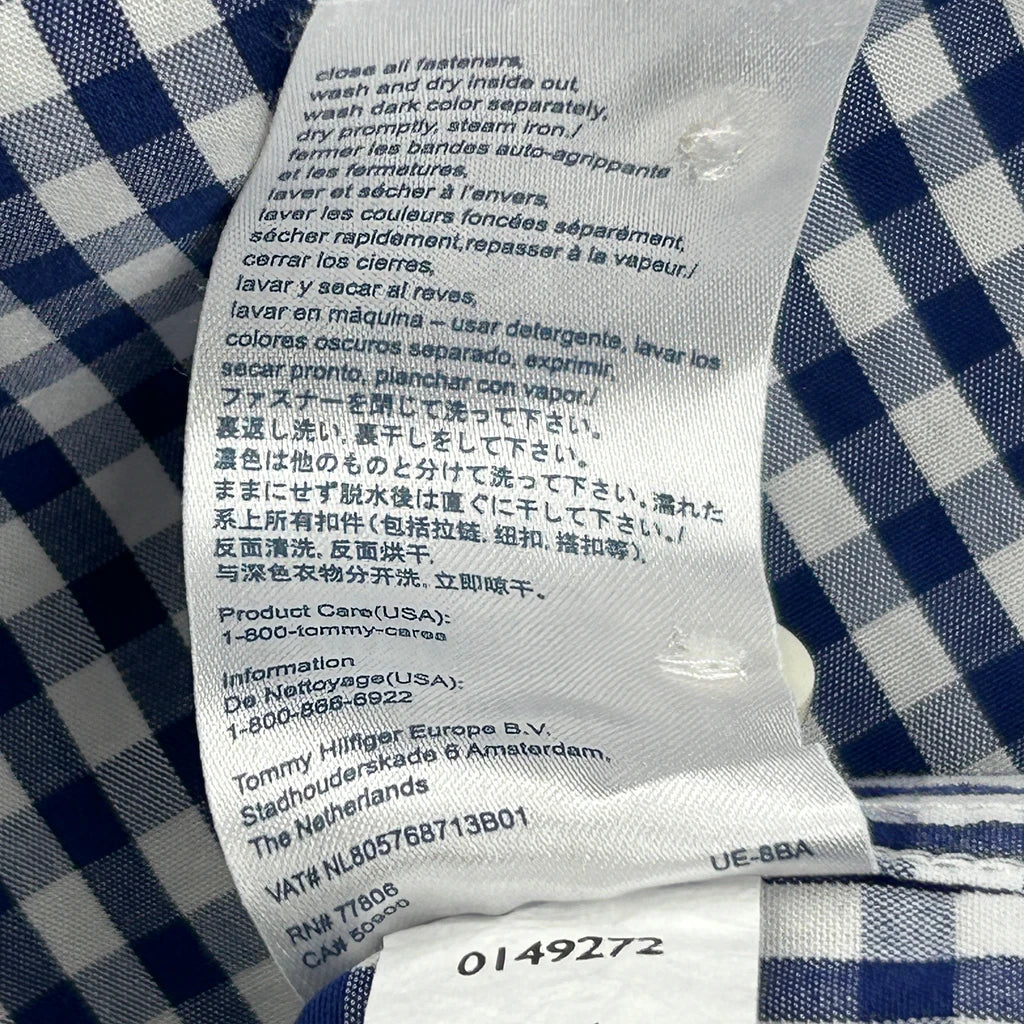 close all fasteners,
wash and dry inside out,
wash dark color separately,
dry promptly, steam iron./
fermer les bandes auto-agrippante
et les fermetures,
laver et sécher à l'envers,
laver les couleurs foncées séparément,
sécher rapidement,repasser à la vapeur./
cerrar los cierres,
lavar y secar al reves,
lavar en màquina – usar detergente, lavar los
colores oscuros separado, exprimir,
secar pronto, planchar con vapor./
ファスナーを閉じて洗って下さい。
裏返し洗い,裏干しをして下さい。
濃色は他のものと分けて洗って下さい。濡れた
ままにせず脱水後は直ぐに干して下さい。/
系上所有扣件(包括拉链,纽扣,搭扣等),
反面清洗,反面烘干,
与深色衣物分开洗。立即晾干。
Product Care(USA):
1-800-tommy-cares
Information
De Nettoyage(USA):
1-800-866-6922
Tommy Hilfiger Europe B.V.
Stadhouderskade 6 Amsterdam,
The Netherlands
VAT# NL805768713B01
UE-8BA
RN# 77806
CA# 50900
0149272